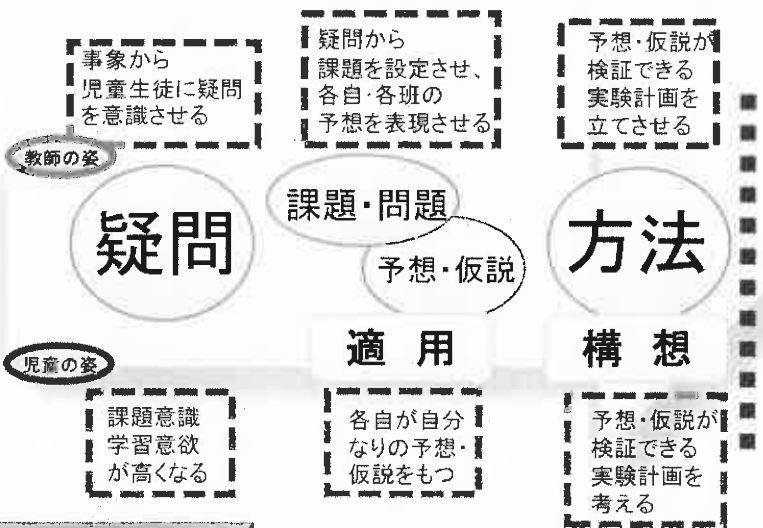 事象から
児童生徒に疑問
を意識させる
疑問から
課題を設定させ、
各自・各班の
予想を表現させる
予想・仮説が
検証できる
実験計画を
立てさせる
教師の姿
疑問
課題・問題
予想・仮説
方法
適用
構想
児童の姿
課題意識
学習意欲
が高くなる
各自が自分
なりの予想・
仮説をもつ
予想・仮説が
検証できる
実験計画を
考える